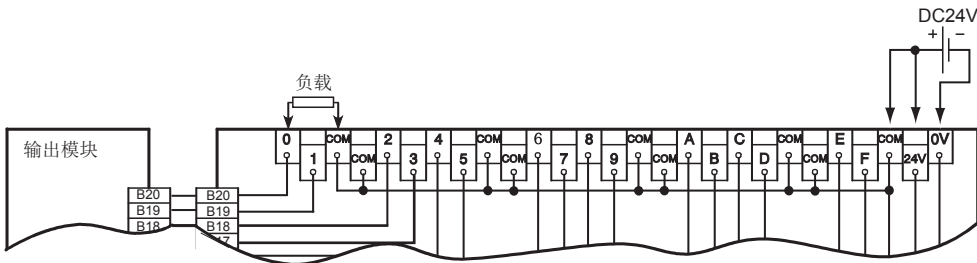 DC24V
+ −
负载
0 COM 2 4 COM 6 8 COM A C COM E COM 0V
输出模块
1 COM 3 5 COM 7 9 COM B D COM F 24V
B20 B20
B19 B19
B18 B18